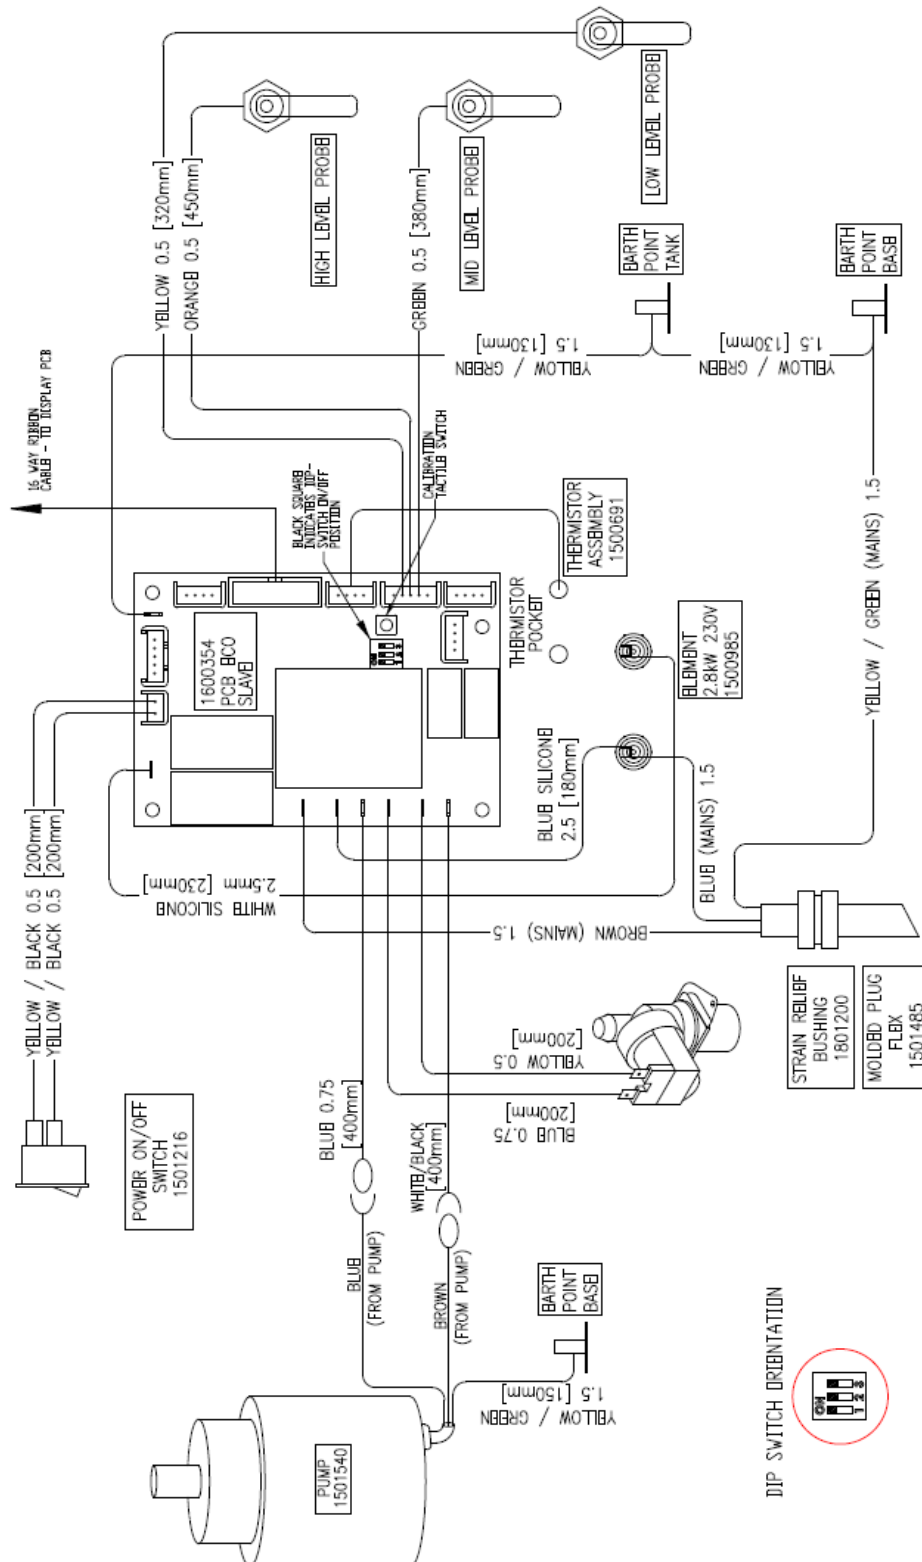 16 WAY RIBBON
CABLE - TO DISPLAY PCB
YELLOW 0.5 [320mm]
ORANGE 0.5 [450mm]
HIGH LEVEL PROBE
GREEN 0.5 [380mm]
MID LEVEL PROBE
LOW LEVEL PROBE
YELLOW / BLACK 0.5 [200mm]
YELLOW / BLACK 0.5 [200mm]
POWER ON/OFF
SWITCH
1501216
1600354
PCB ECO
SLAVE
BLACK SQUARE
INDICATES DIP-
SWITCH ON/OFF
POSITION
ON
1 2 3
CALIBRATION
TACTILE SWITCH
THERMISTOR
POCKET
THERMISTOR
ASSEMBLY
1500691
YELLOW / GREEN
1.5 [130mm]
EARTH
POINT
TANK
YELLOW / GREEN
1.5 [130mm]
EARTH
POINT
BASE
WHITE SILICONE
2.5mm [230mm]
BLUE SILICONE
2.5 [180mm]
ELEMENT
2.8kW 230V
1500985
BROWN (MAINS) 1.5
BLUE (MAINS) 1.5
YELLOW / GREEN (MAINS) 1.5
STRAIN RELIEF
BUSHING
1801200
MOLDED PLUG
FLEX
1501485
BLUE 0.75
[400mm]
WHITE/BLACK
[400mm]
YELLOW 0.5
[200mm]
BLUE 0.75
[200mm]
BLUE
(FROM PUMP)
BROWN
(FROM PUMP)
PUMP
1501540
YELLOW / GREEN
1.5 [150mm]
EARTH
POINT
BASE
DIP SWITCH ORIENTATION
ON
1 2 3